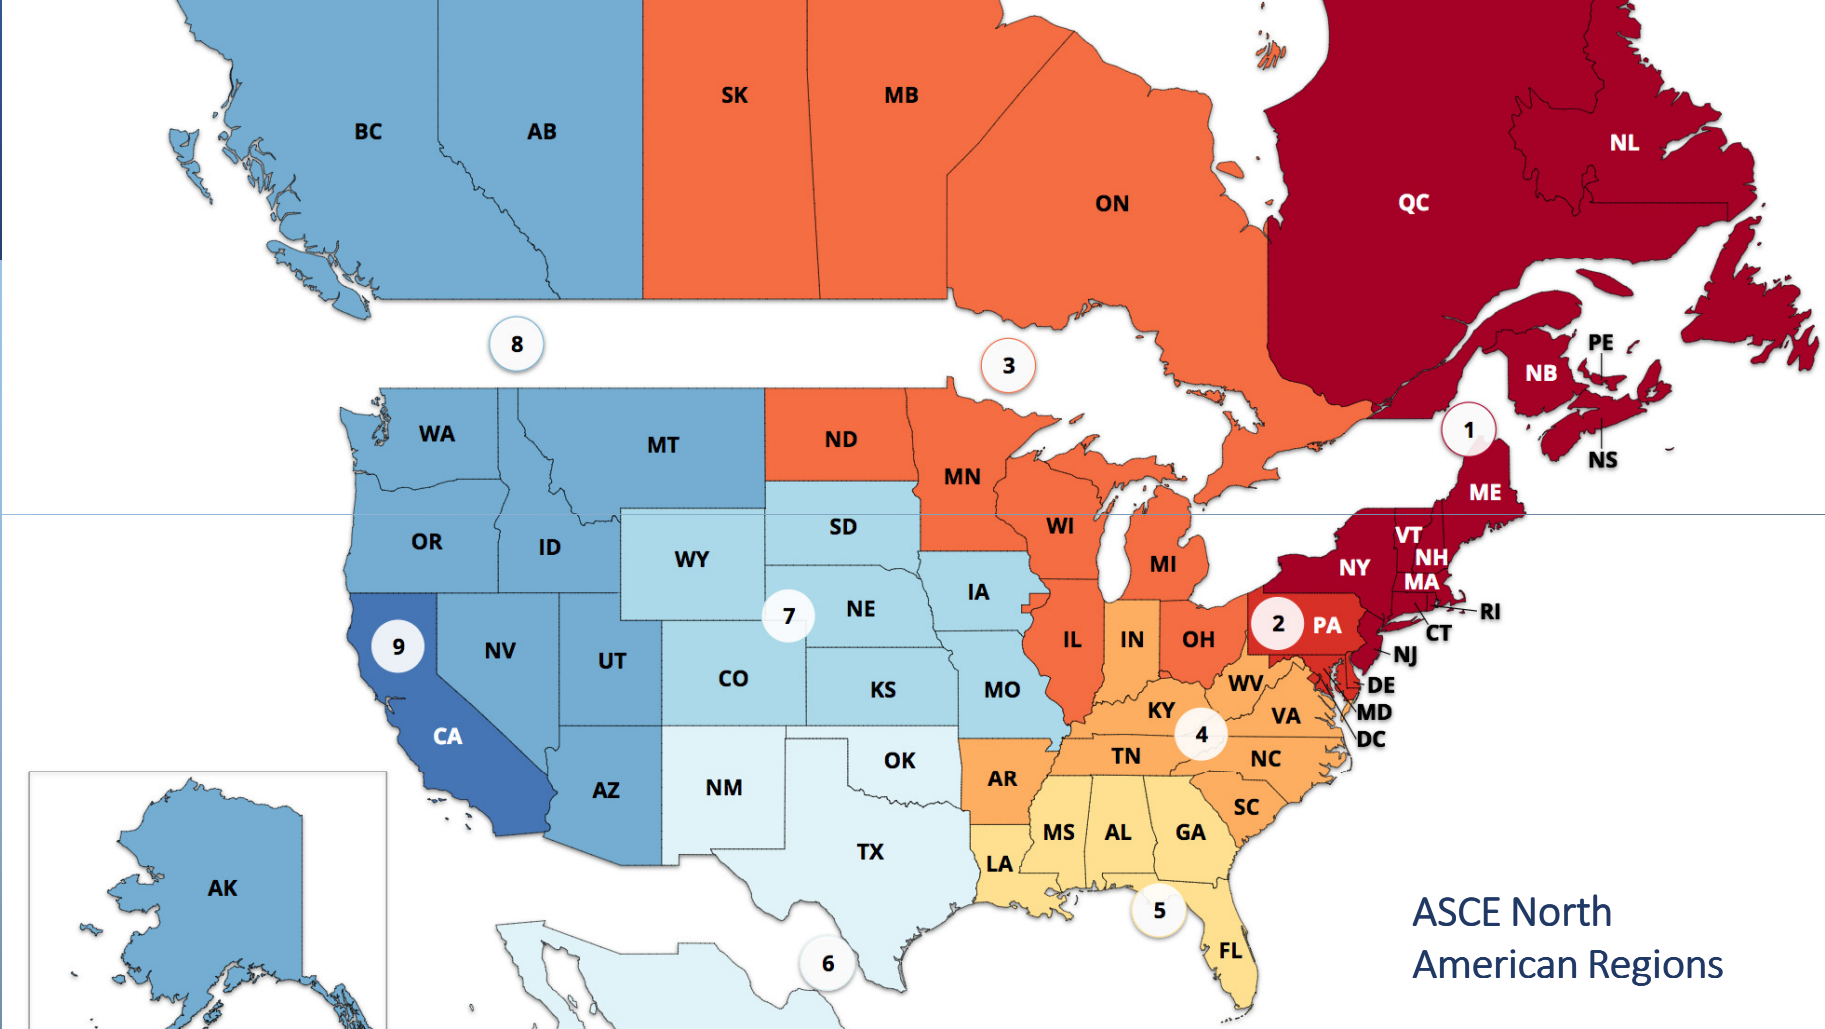 SK
MB
BC
AB
NL
ON
QC
8
3
PE
NB
1
NS
WA
MT
ND
MN
ME
OR
ID
WY
SD
WI
MI
VT
NH
NY
MA
IA
RI
7
NE
2
PA
CT
9
NV
UT
CO
KS
MO
IL
IN
OH
NJ
WV
DE
KY
VA
MD
CA
4
DC
TN
NC
AZ
NM
OK
AR
SC
TX
MS
AL
GA
LA
AK
5
6
FL
ASCE North
American Regions